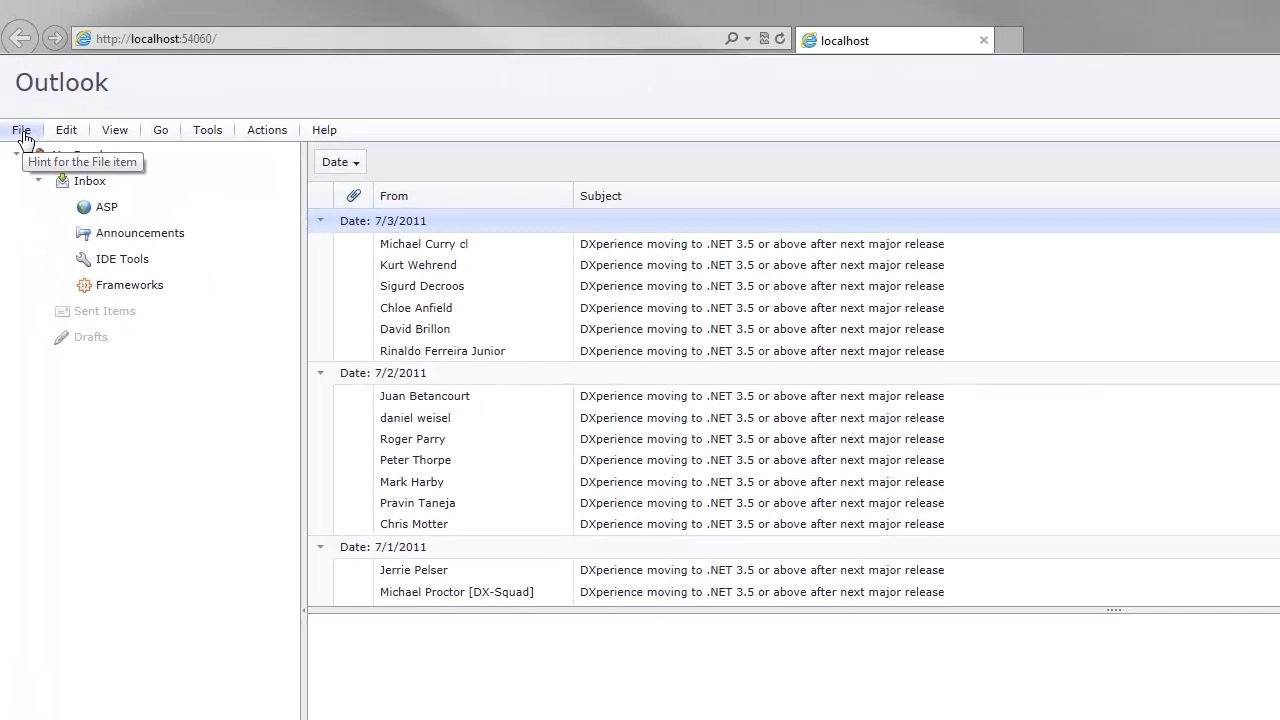 http://localhost:54060/
localhost
Outlook
File Edit View Go Tools Actions Help
Hint for the File item
Inbox
ASP
Announcements
IDE Tools
Frameworks
Sent Items
Drafts
Date
From Subject
Date: 7/3/2011
Michael Curry cl DXperience moving to .NET 3.5 or above after next major release
Kurt Wehrend DXperience moving to .NET 3.5 or above after next major release
Sigurd Decroos DXperience moving to .NET 3.5 or above after next major release
Chloe Anfield DXperience moving to .NET 3.5 or above after next major release
David Brillon DXperience moving to .NET 3.5 or above after next major release
Rinaldo Ferreira Junior DXperience moving to .NET 3.5 or above after next major release
Date: 7/2/2011
Juan Betancourt DXperience moving to .NET 3.5 or above after next major release
daniel weisel DXperience moving to .NET 3.5 or above after next major release
Roger Parry DXperience moving to .NET 3.5 or above after next major release
Peter Thorpe DXperience moving to .NET 3.5 or above after next major release
Mark Harby DXperience moving to .NET 3.5 or above after next major release
Pravin Taneja DXperience moving to .NET 3.5 or above after next major release
Chris Motter DXperience moving to .NET 3.5 or above after next major release
Date: 7/1/2011
Jerrie Pelser DXperience moving to .NET 3.5 or above after next major release
Michael Proctor [DX-Squad] DXperience moving to .NET 3.5 or above after next major release